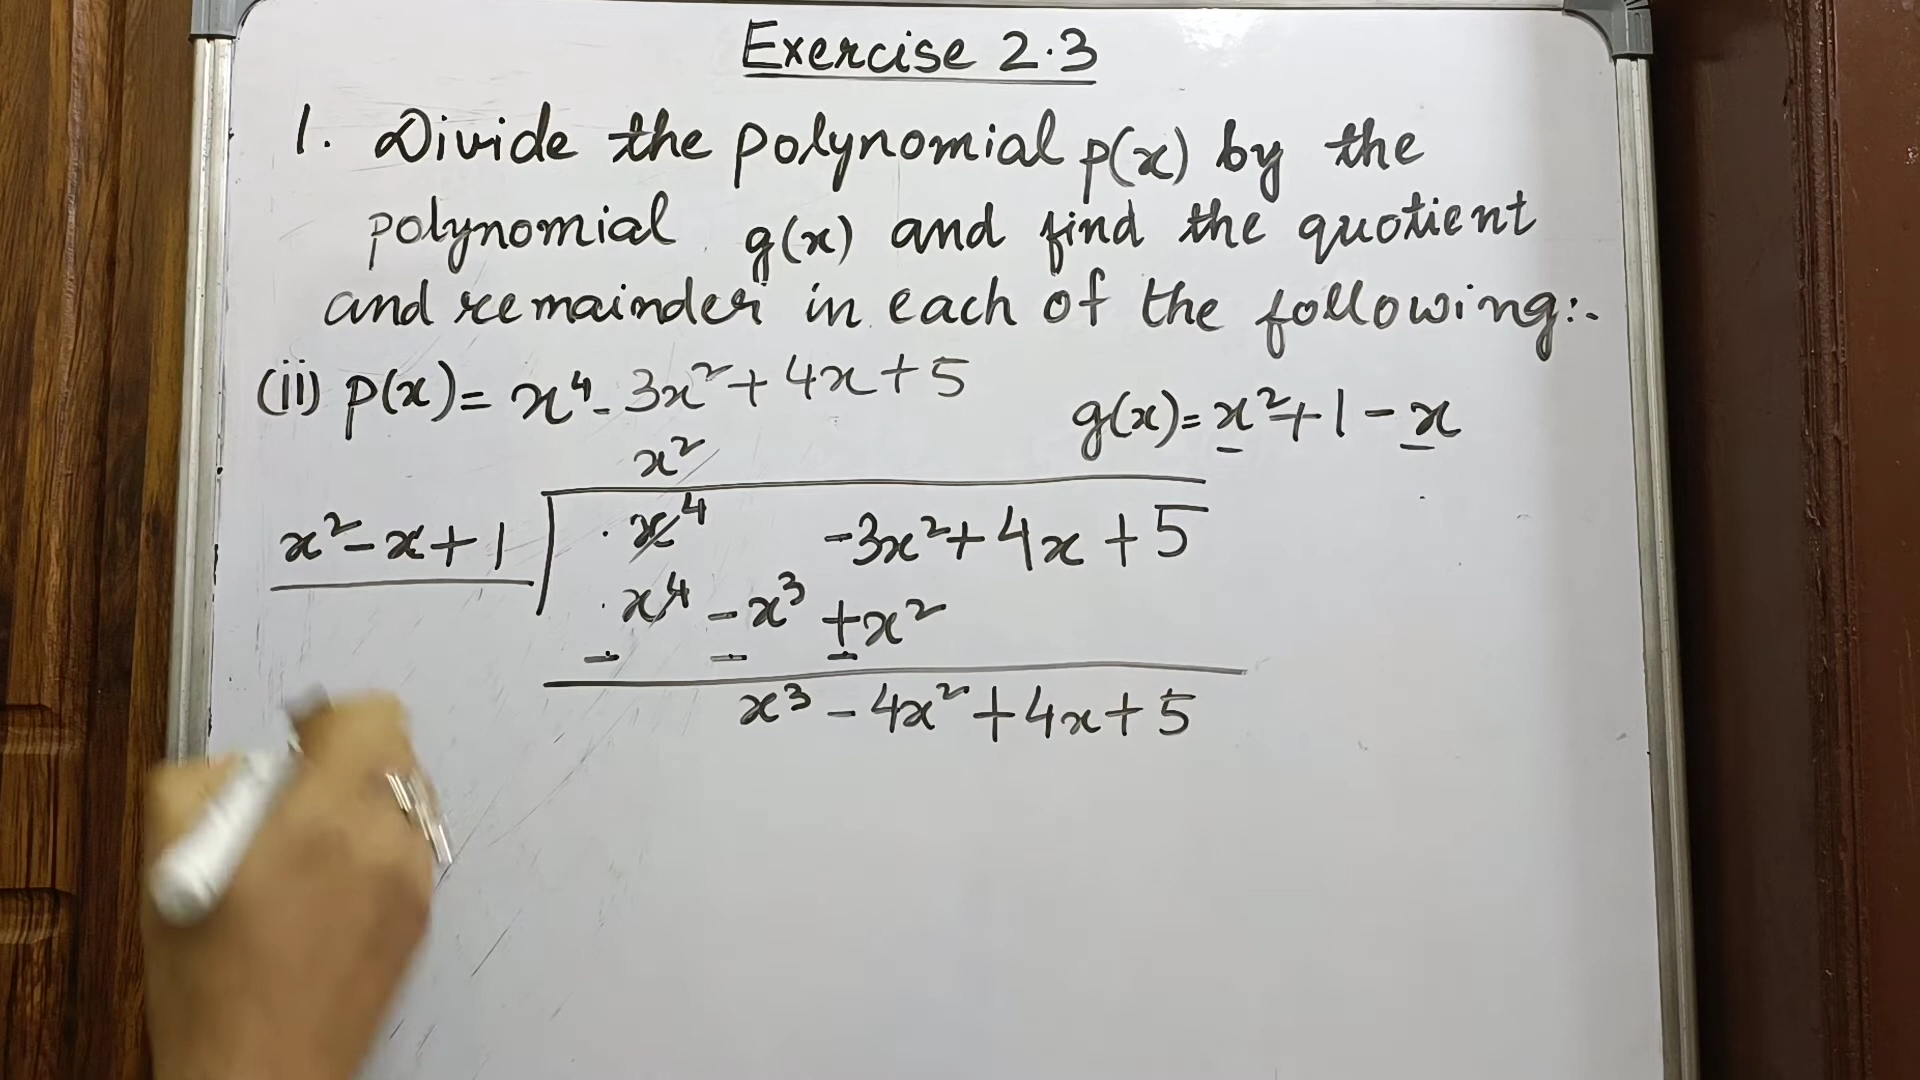 Exercise 2.3
1. Divide the polynomial p(x) by the
polynomial g(x) and find the quotient
and remainder in each of the following:-
(ii) p(x) = x⁴ - 3x² + 4x + 5
g(x) = x² + 1 - x
x²
x² - x + 1 x⁴ -3x² + 4x + 5
x⁴ - x³ + x²
- - -
x³ - 4x² + 4x + 5